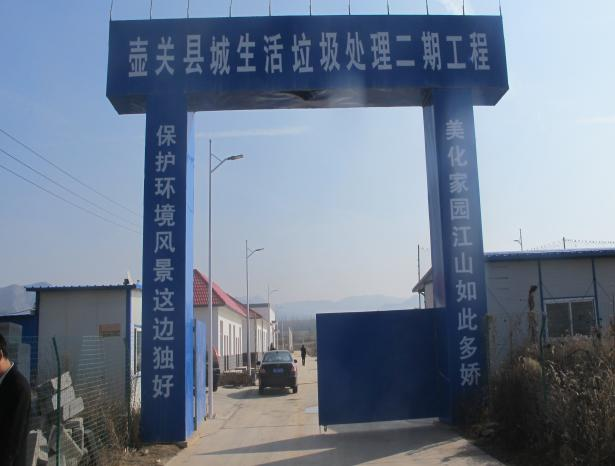 壶关县城生活垃圾处理二期工程
保护环境风景这边独好
美化家园江山如此多娇